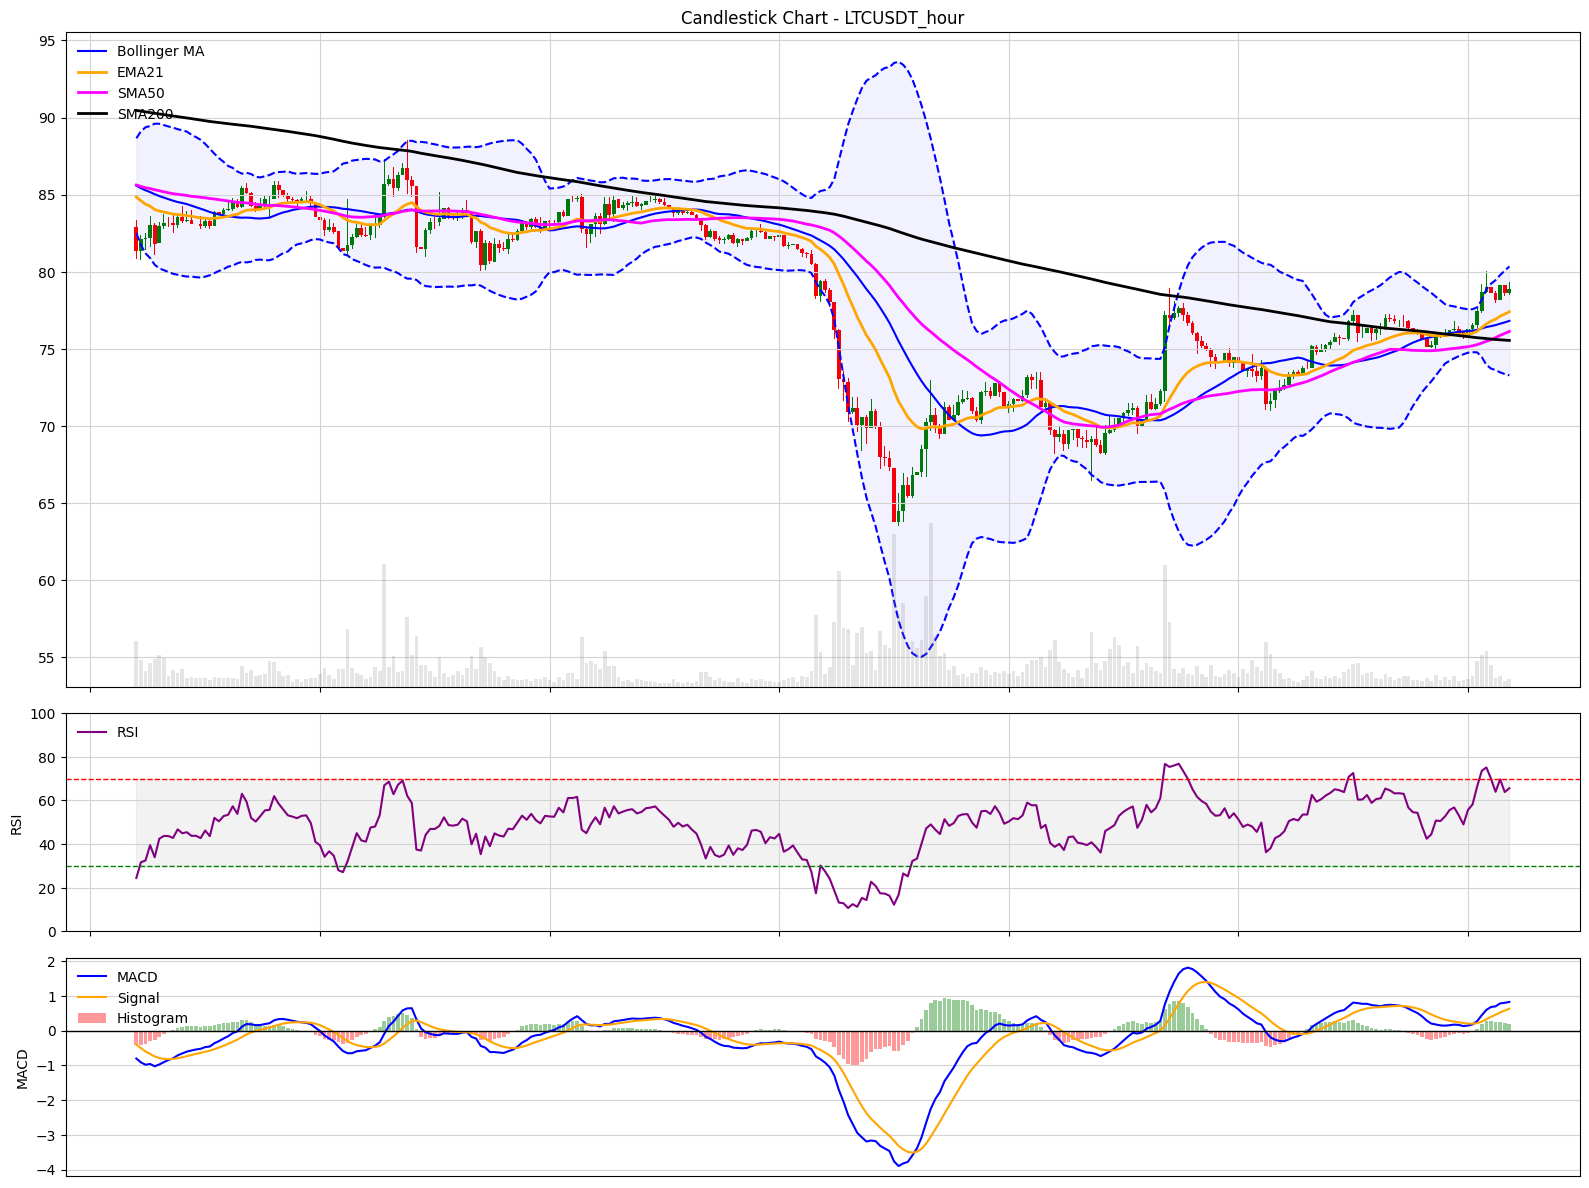 Candlestick Chart - LTCUSDT_hour
95
90
85
80
75
70
65
60
55
Bollinger MA
EMA21
SMA50
SMA200
100
80
60
40
20
0
RSI
RSI
2
1
0
−1
−2
−3
−4
MACD
MACD
Signal
Histogram